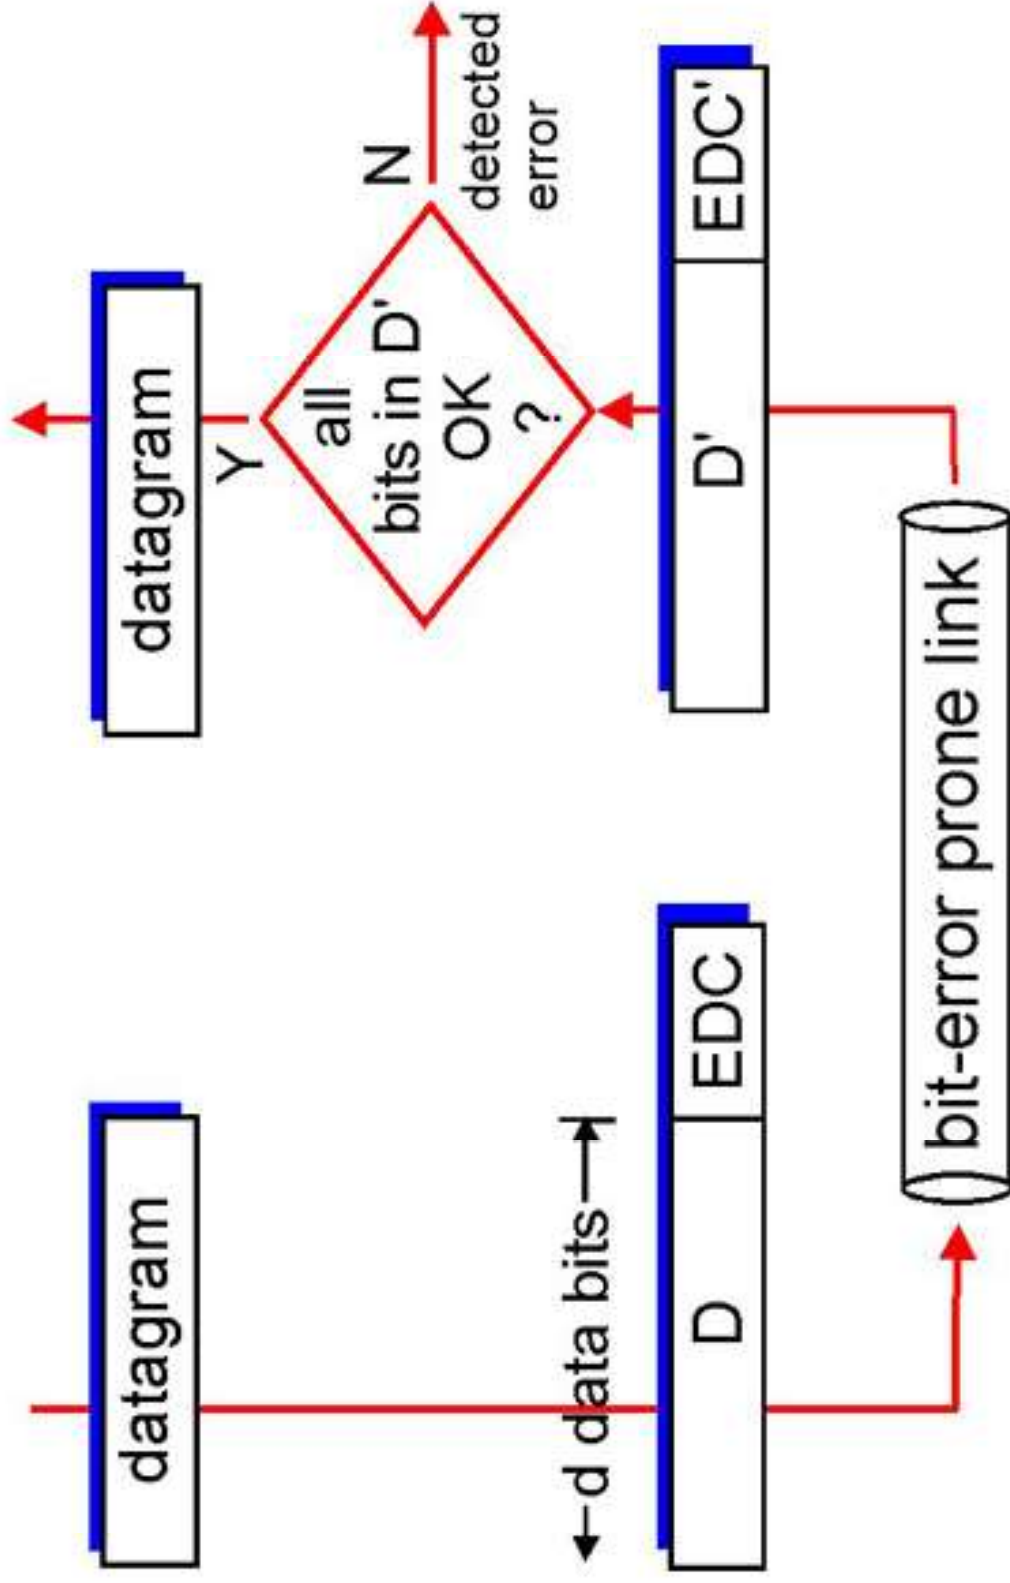 datagram
datagram
Y
all
bits in D'
OK
?
N
detected
error
d data bits
D
EDC
D'
EDC'
bit-error prone link